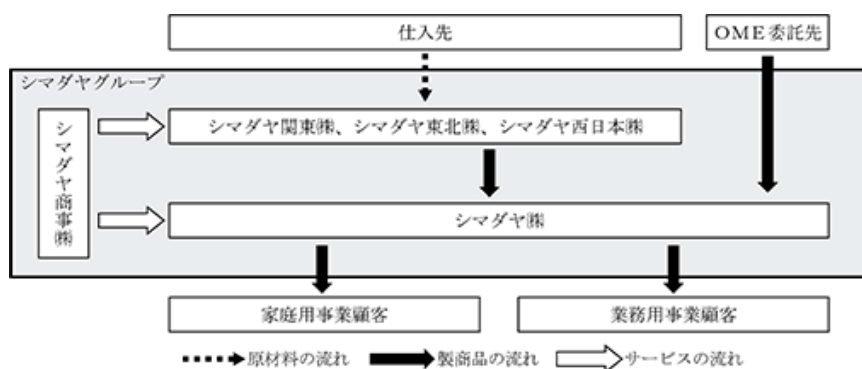 仕入先
OME委託先
シマダヤグループ
シマダヤ商事㈱
シマダヤ関東㈱、シマダヤ東北㈱、シマダヤ西日本㈱
シマダヤ㈱
家庭用事業顧客
業務用事業顧客
原材料の流れ
製商品の流れ
サービスの流れ